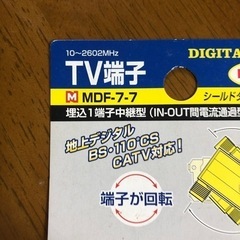 10～2602MHz
DIGITA
TV端子
M MDF-7-7
シールド
埋込1端子中継型(IN-OUT間電流通過
地上デジタル
BS・110°CS
CATV対応!
端子が回転